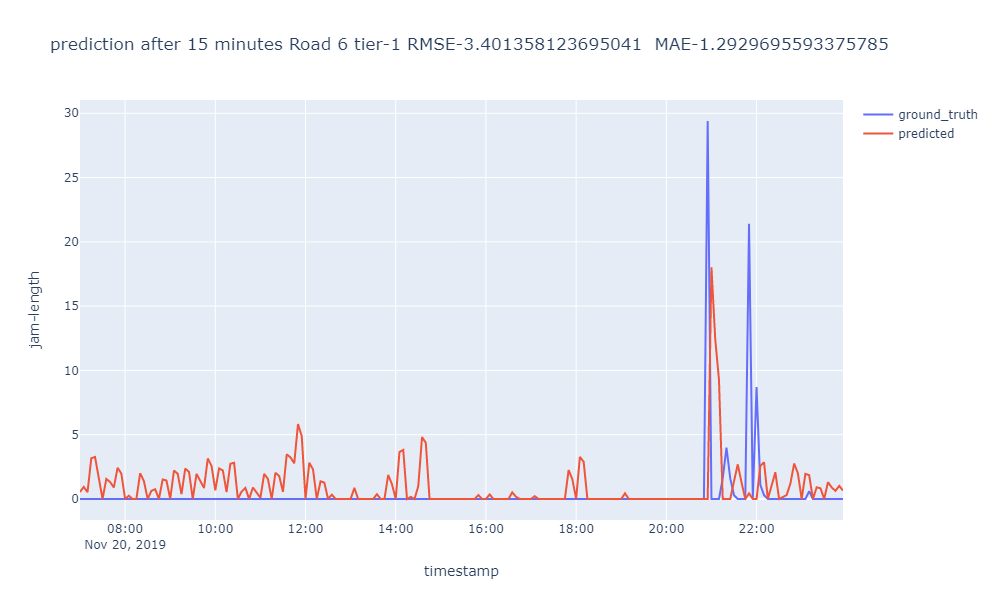 prediction after 15 minutes Road 6 tier-1 RMSE-3.401358123695041  MAE-1.2929695593375785
ground_truth
predicted
30
25
20
15
10
5
0
jam-length
08:00
10:00
12:00
14:00
16:00
18:00
20:00
22:00
Nov 20, 2019
timestamp